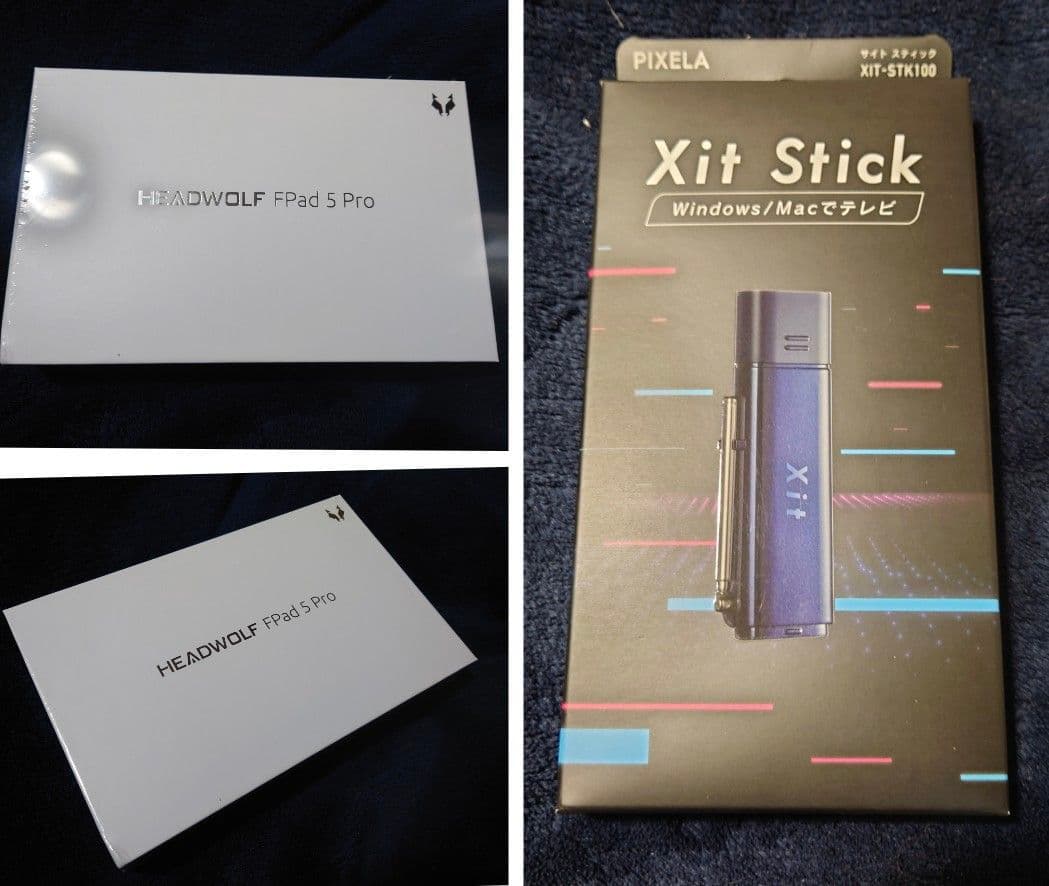 HEADWOLF FPad 5 Pro
HEADWOLF FPad 5 Pro
PIXELA
サイト スティック
XIT-STK100
Xit Stick
Windows/Macでテレビ
Xit